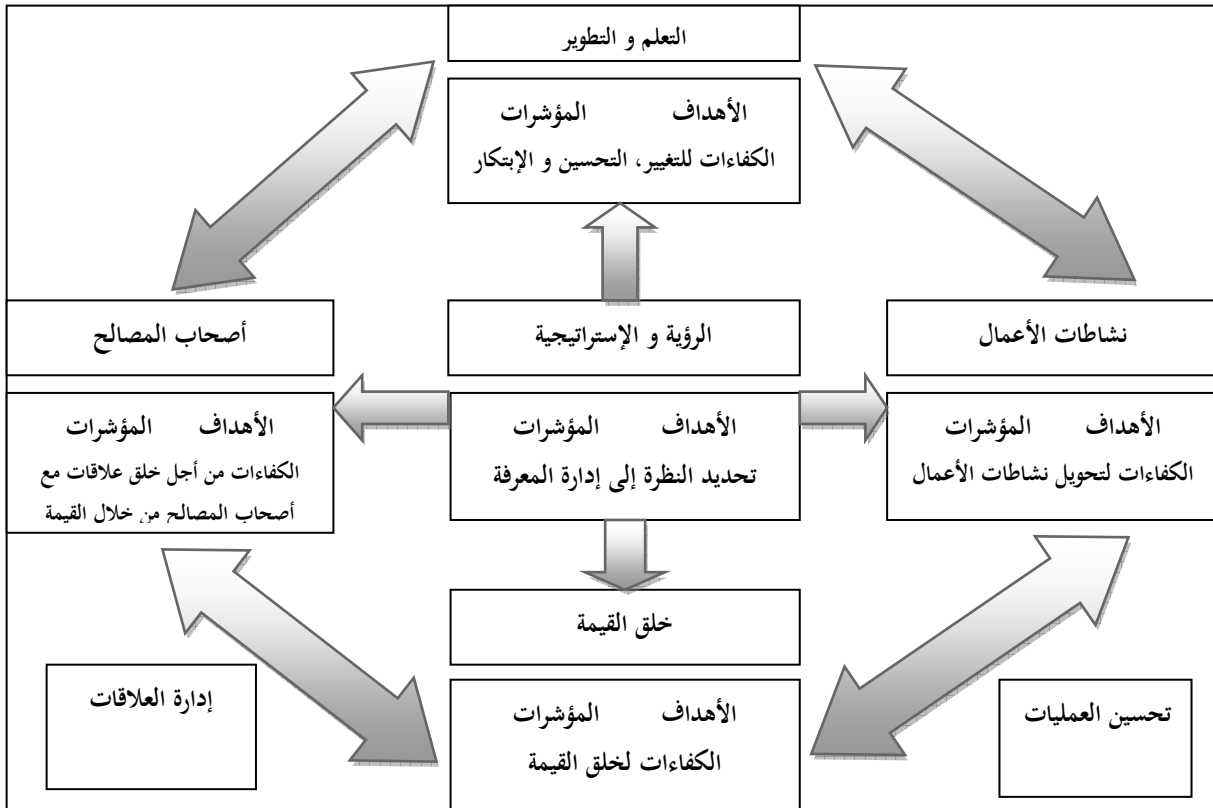 التعلم و التطوير
الأهداف المؤشرات
الكفاءات للتغيير، التحسين و الإبتكار
نشاطات الأعمال
الرؤية و الإستراتيجية
أصحاب المصالح
الأهداف المؤشرات
الكفاءات لتحويل نشاطات الأعمال
الأهداف المؤشرات
تحديد النظرة إلى إدارة المعرفة
الأهداف المؤشرات
الكفاءات من أجل خلق علاقات مع
أصحاب المصالح من خلال القيمة
خلق القيمة
تحسين العمليات
الأهداف المؤشرات
الكفاءات لخلق القيمة
إدارة العلاقات